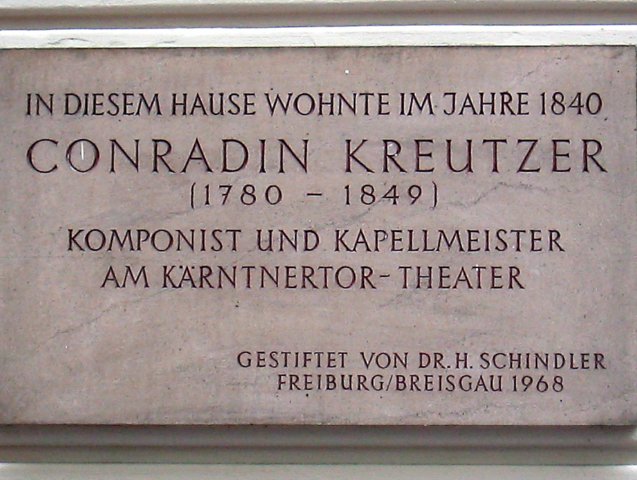 IN DIESEM HAUSE WOHNTE IM JAHRE 1840
CONRADIN KREUTZER
(1780 – 1849)
KOMPONIST UND KAPELLMEISTER
AM KÄRNTNERTOR-THEATER
GESTIFTET VON DR. H. SCHINDLER
FREIBURG/BREISGAU 1968